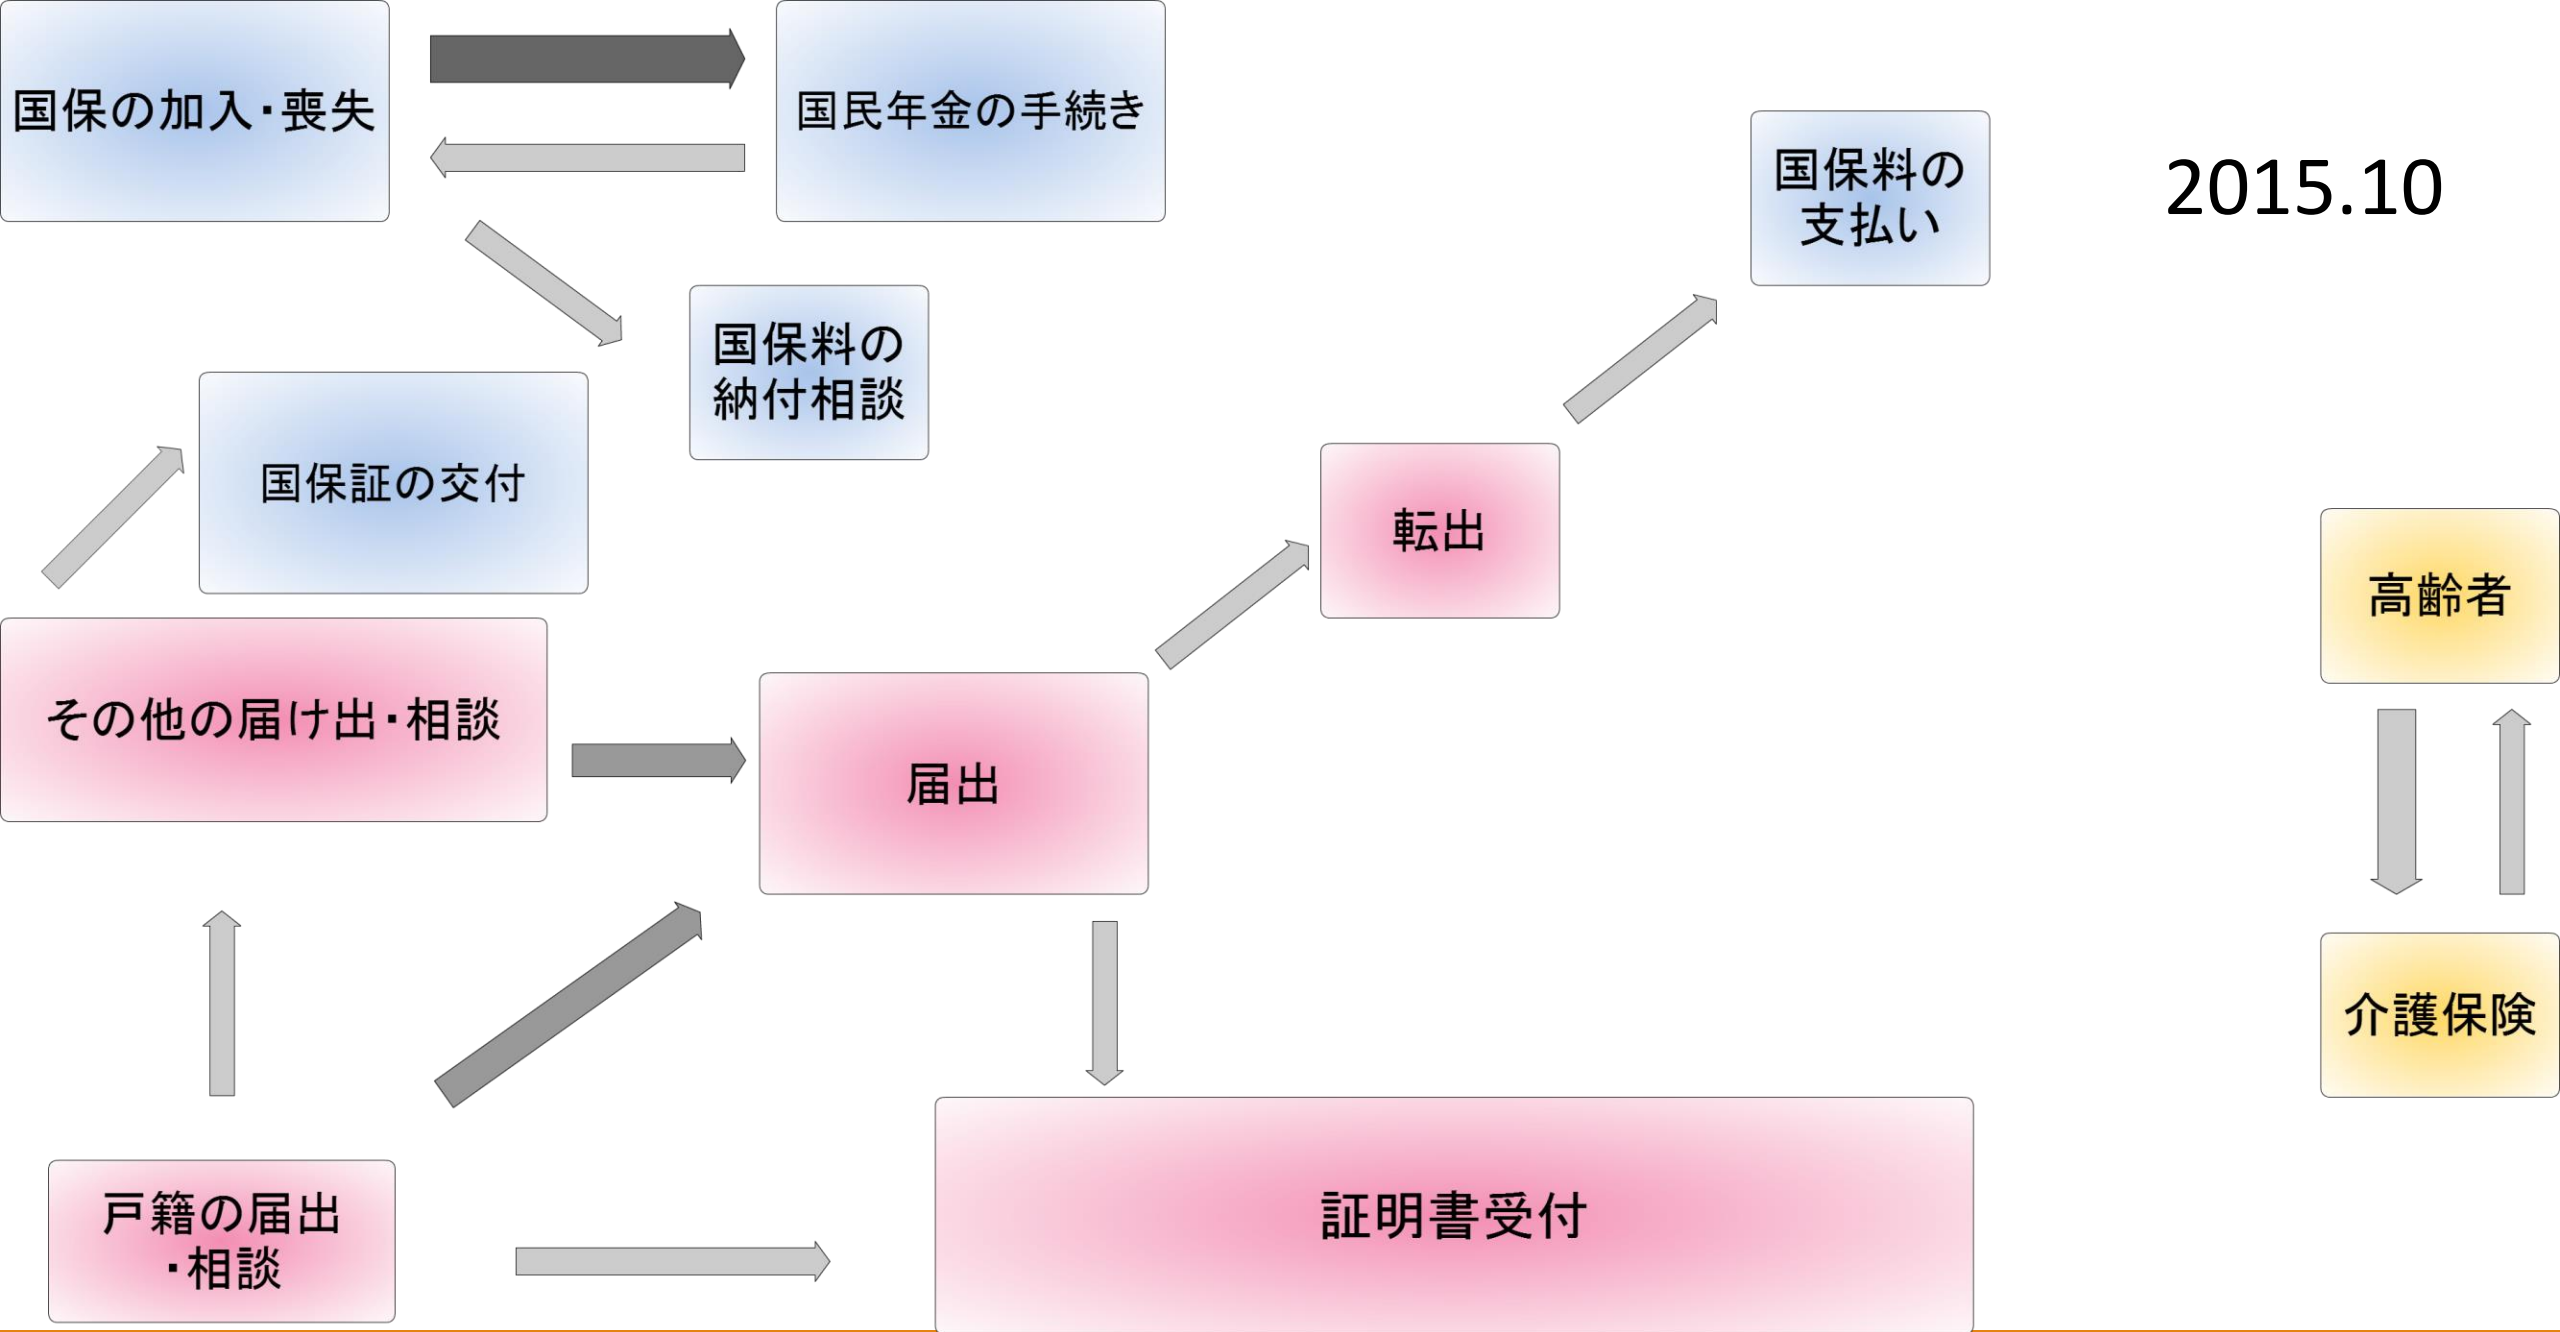 国保の加入・喪失
国民年金の手続き
国保料の
支払い
2015.10
国保料の
納付相談
国保証の交付
転出
高齢者
その他の届け出・相談
届出
介護保険
戸籍の届出
・相談
証明書受付